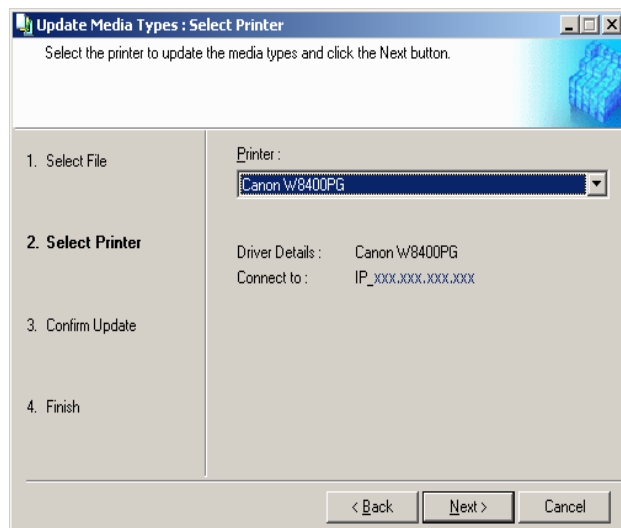 Update Media Types : Select Printer
Select the printer to update the media types and click the Next button.
1. Select File
Printer :
Canon W8400PG
2. Select Printer
Driver Details : Canon W8400PG
Connect to : IP_xxx.xxx.xxx.xxx
3. Confirm Update
4. Finish
< Back Next > Cancel